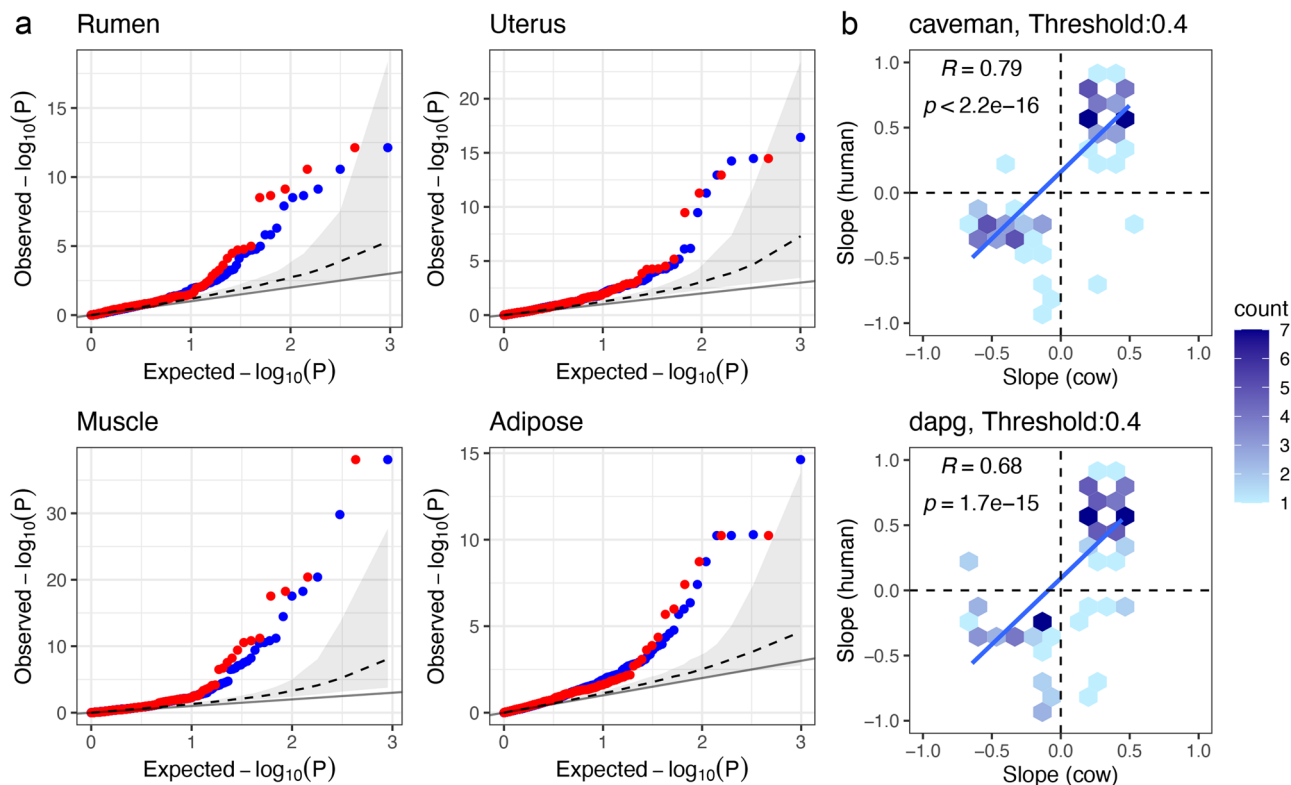 a
Rumen
Observed − log10(P)
15
10
5
0
0 1 2 3
Expected − log10(P)
Uterus
Observed − log10(P)
20
15
10
5
0
0 1 2 3
Expected − log10(P)
Muscle
Observed − log10(P)
30
20
10
0
0 1 2 3
Expected − log10(P)
Adipose
Observed − log10(P)
15
10
5
0
0 1 2 3
Expected − log10(P)
b
caveman, Threshold:0.4
R = 0.79
p < 2.2e−16
Slope (human)
1.0
0.5
0.0
−0.5
−1.0
−1.0 −0.5 0.0 0.5 1.0
Slope (cow)
dapg, Threshold:0.4
R = 0.68
p = 1.7e−15
Slope (human)
1.0
0.5
0.0
−0.5
−1.0
−1.0 −0.5 0.0 0.5 1.0
Slope (cow)
count
7
6
5
4
3
2
1